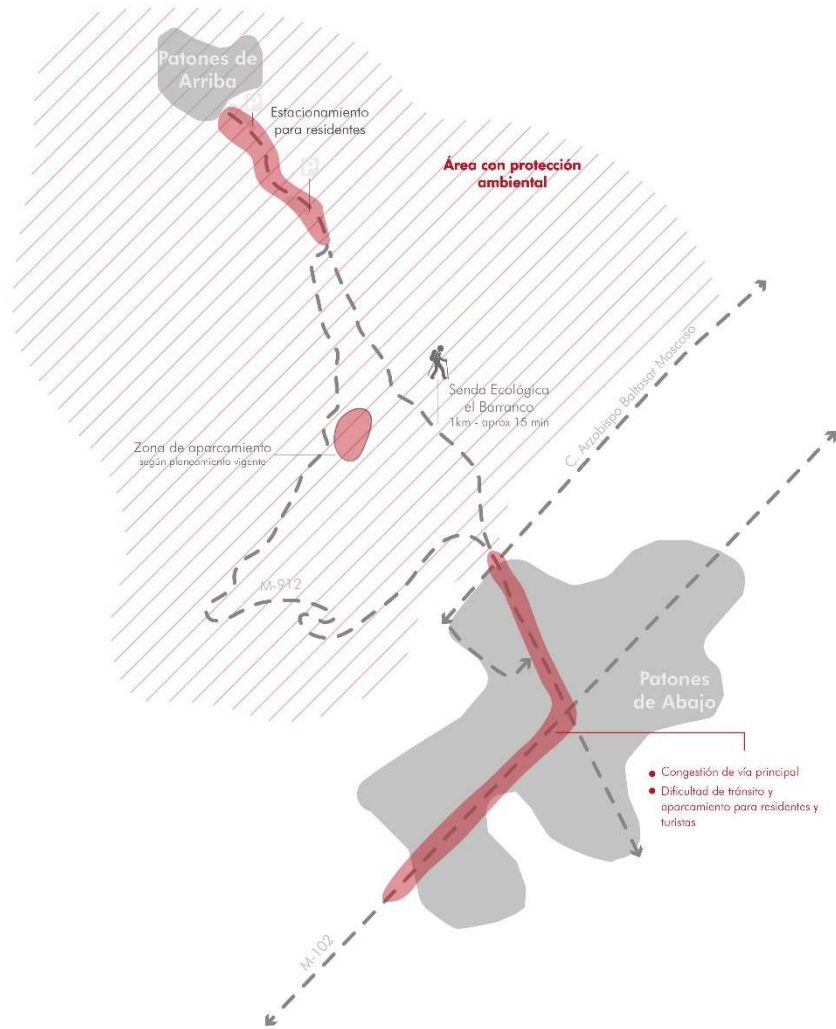 Patones de
Arriba
P
Estacionamiento
para residentes
P
Área con protección
ambiental
C. Arzobispo Baltasar Moscoso
Senda Ecológica
el Barranco
1km - aprox 15 min
Zona de aparcamiento
según planeamiento vigente
M-912
Patones
de Abajo
Congestión de vía principal
Dificultad de tránsito y
aparcamiento para residentes y
turistas
M-102